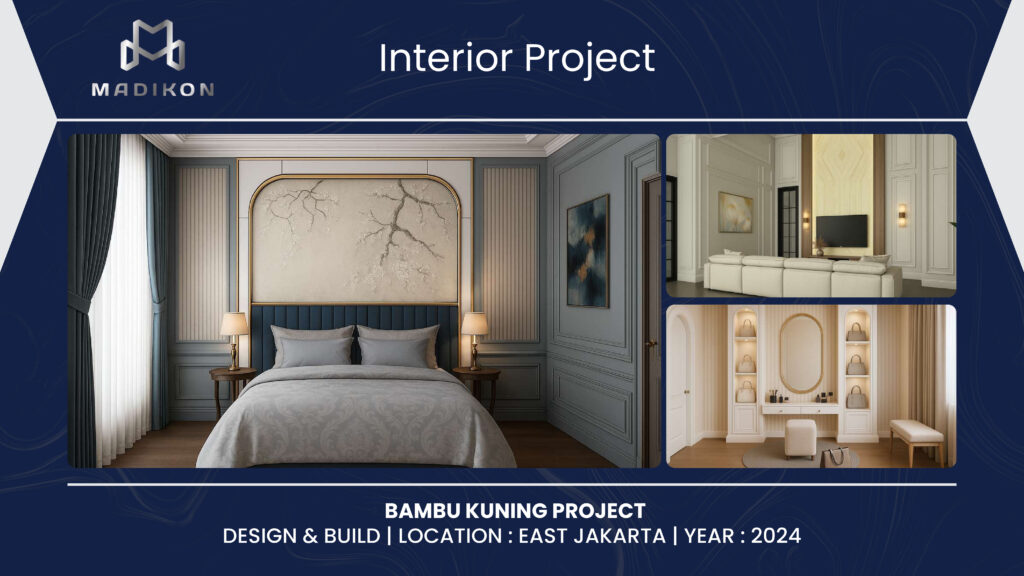 MADIKON
Interior Project
BAMBU KUNING PROJECT
DESIGN & BUILD | LOCATION : EAST JAKARTA | YEAR : 2024